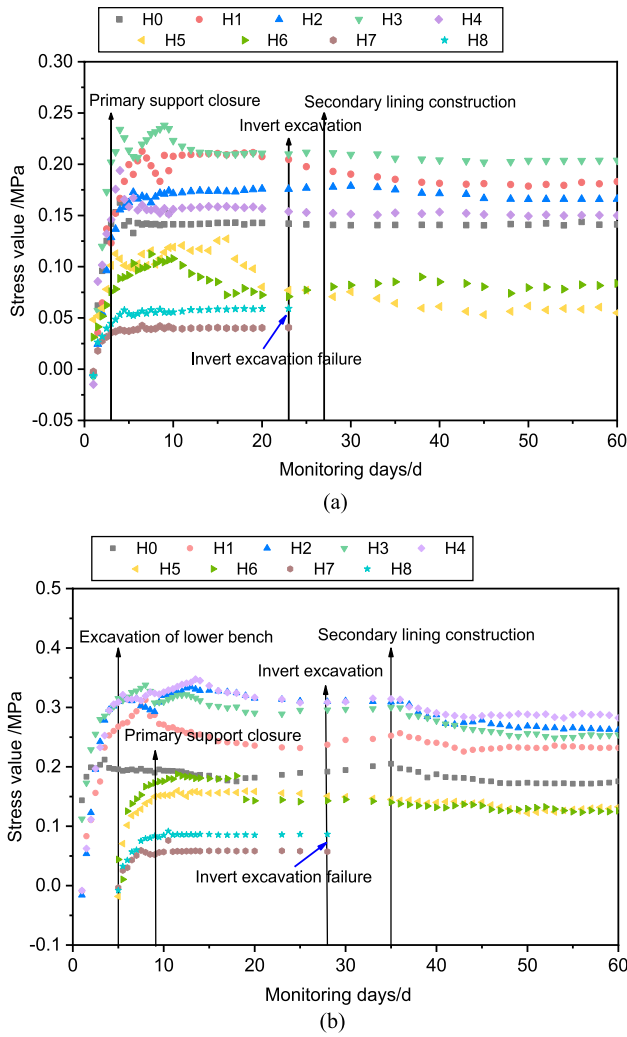 (a)
H0 H1 H2 H3 H4
H5 H6 H7 H8
0.30
0.25
0.20
0.15
0.10
0.05
0.00
-0.05
Stress value /MPa
Primary support closure
Secondary lining construction
Invert excavation
Invert excavation failure
0 10 20 30 40 50 60
Monitoring days/d
(a)
H0 H1 H2 H3 H4
H5 H6 H7 H8
0.5
0.4
0.3
0.2
0.1
0.0
-0.1
Stress value /MPa
Excavation of lower bench
Secondary lining construction
Invert excavation
Primary support closure
Invert excavation failure
0 10 20 30 40 50 60
Monitoring days/d
(b)